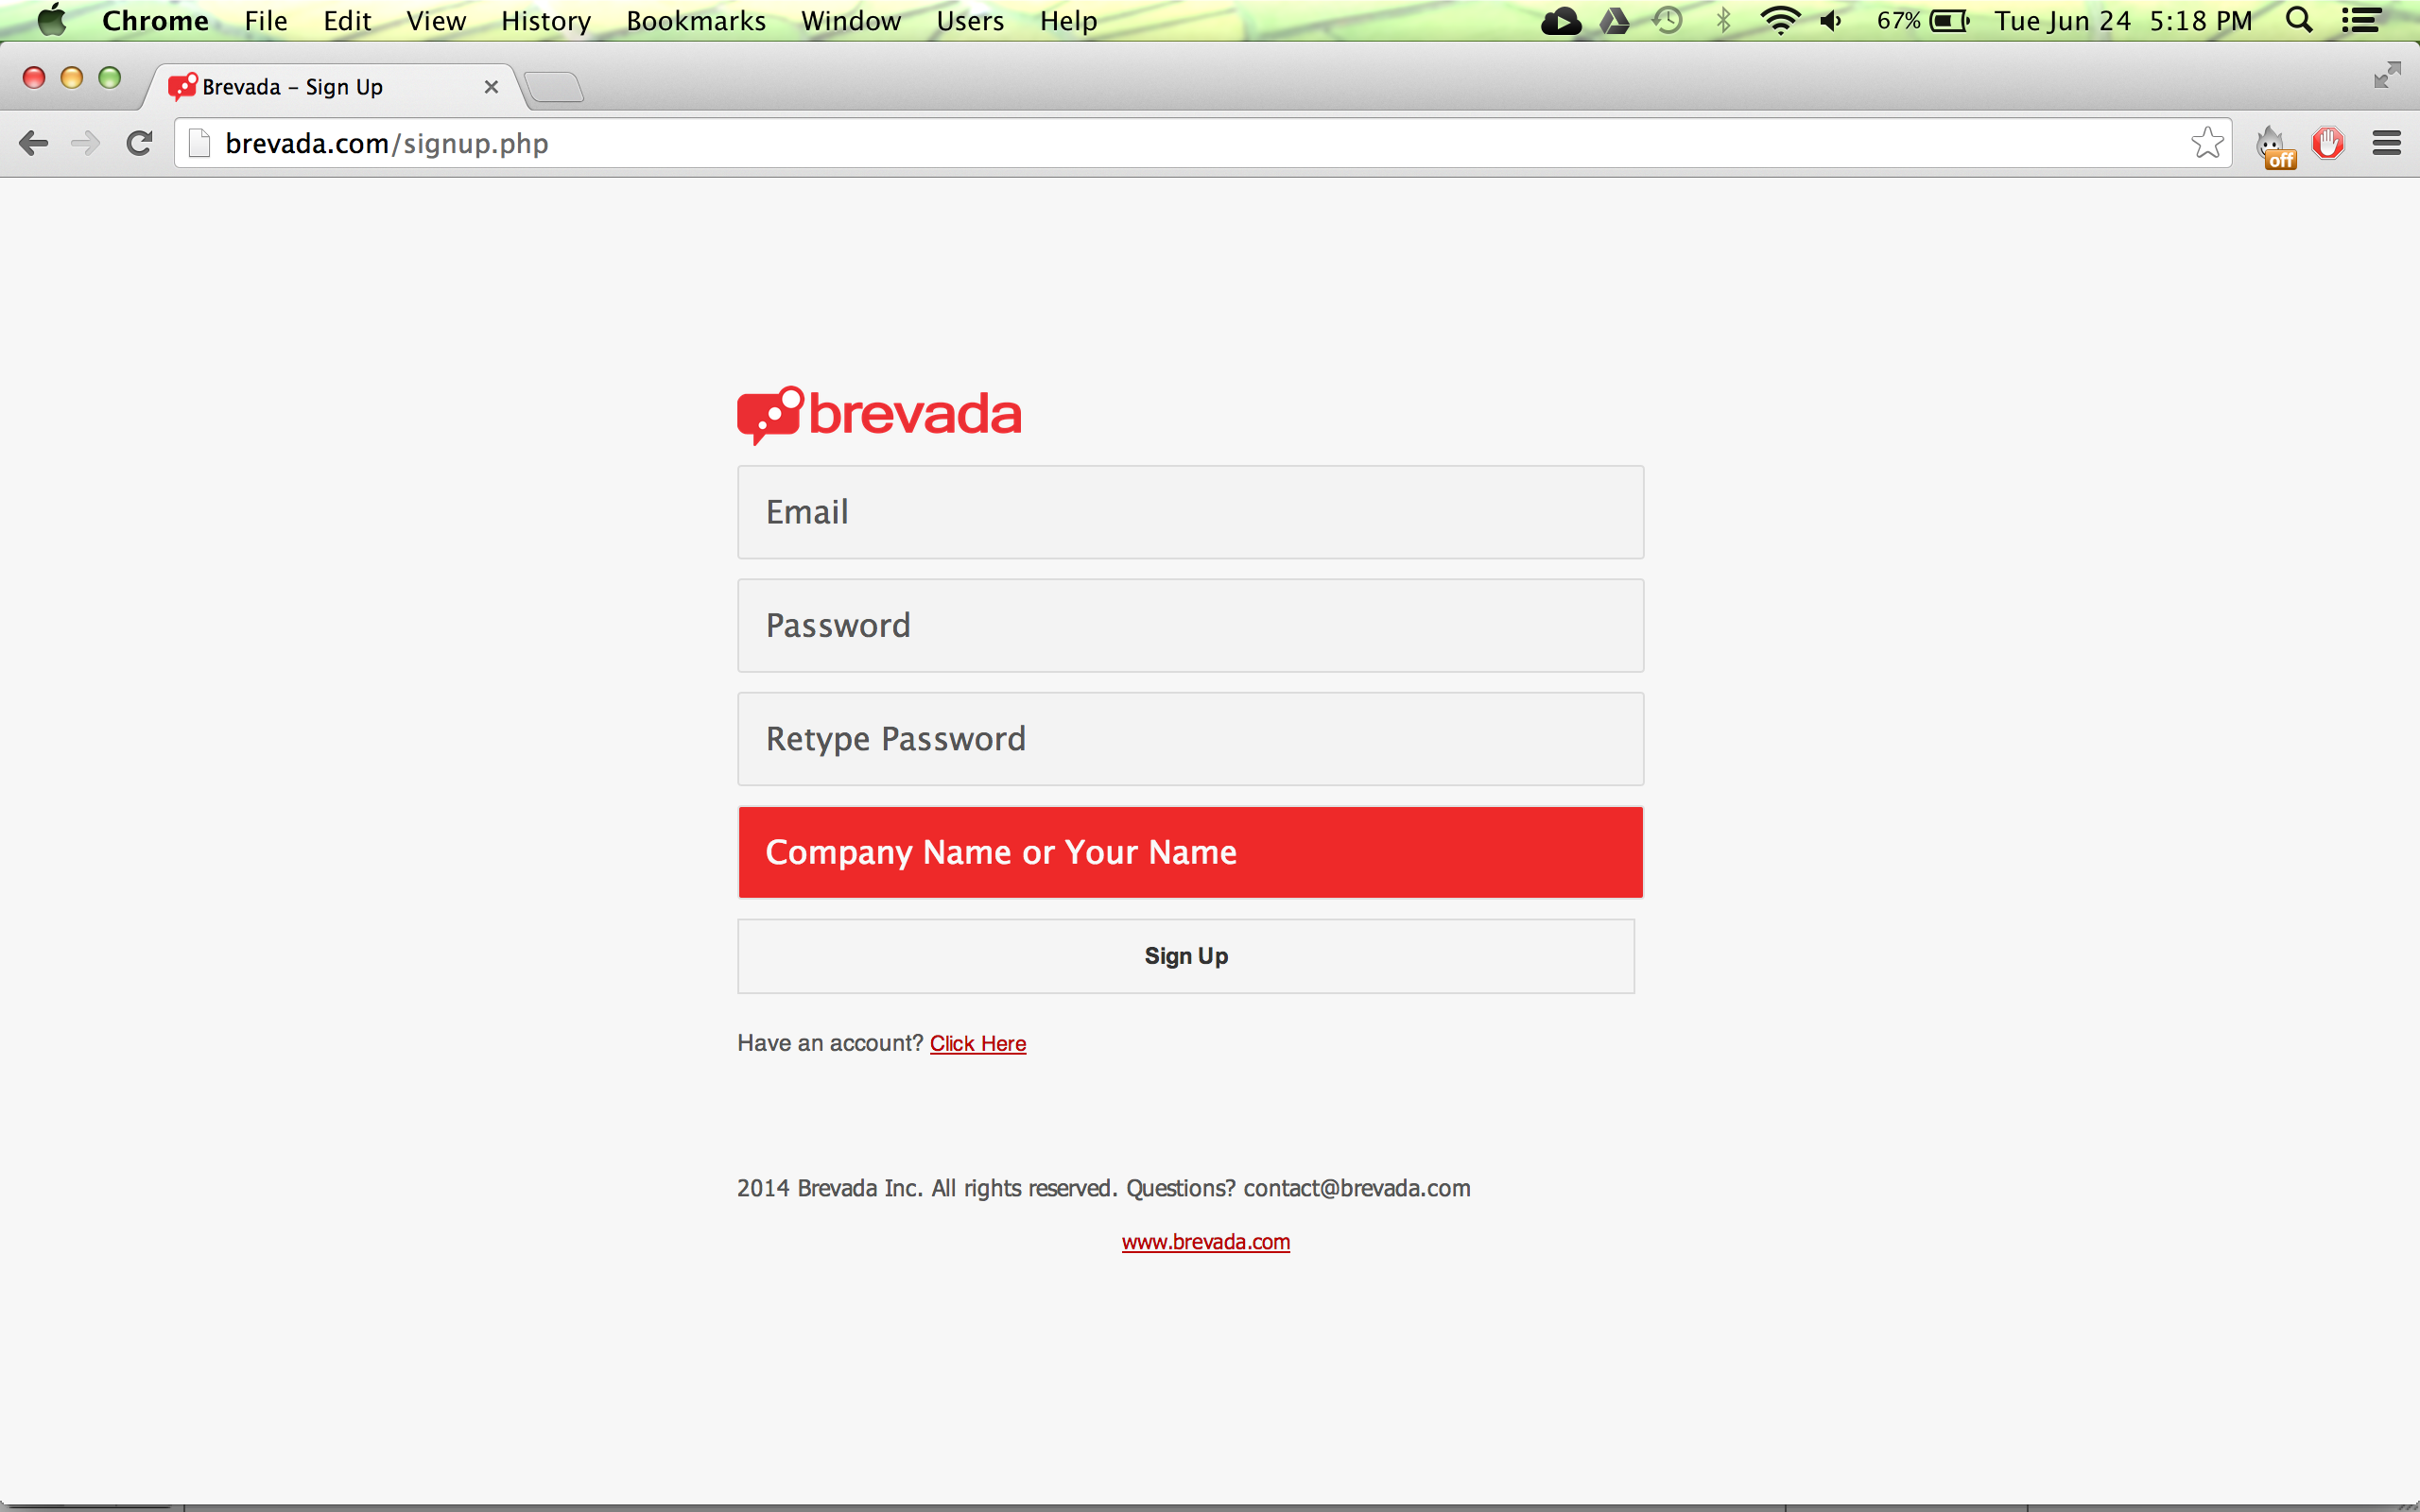 Chrome File Edit View History Bookmarks Window Users Help 67% Tue Jun 24 5:18 PM
Brevada – Sign Up
brevada.com/signup.php
off
brevada
Email
Password
Retype Password
Company Name or Your Name
Sign Up
Have an account? Click Here
2014 Brevada Inc. All rights reserved. Questions? contact@brevada.com
www.brevada.com